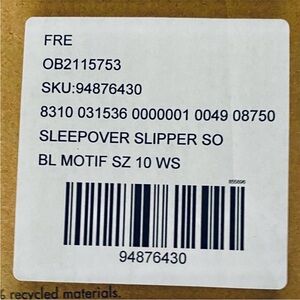 FRE
OB2115753
SKU:94876430
8310 031536 0000001 0049 08750
SLEEPOVER SLIPPER SO
BL MOTIF SZ 10 WS
855896
94876430
% recycled materials.